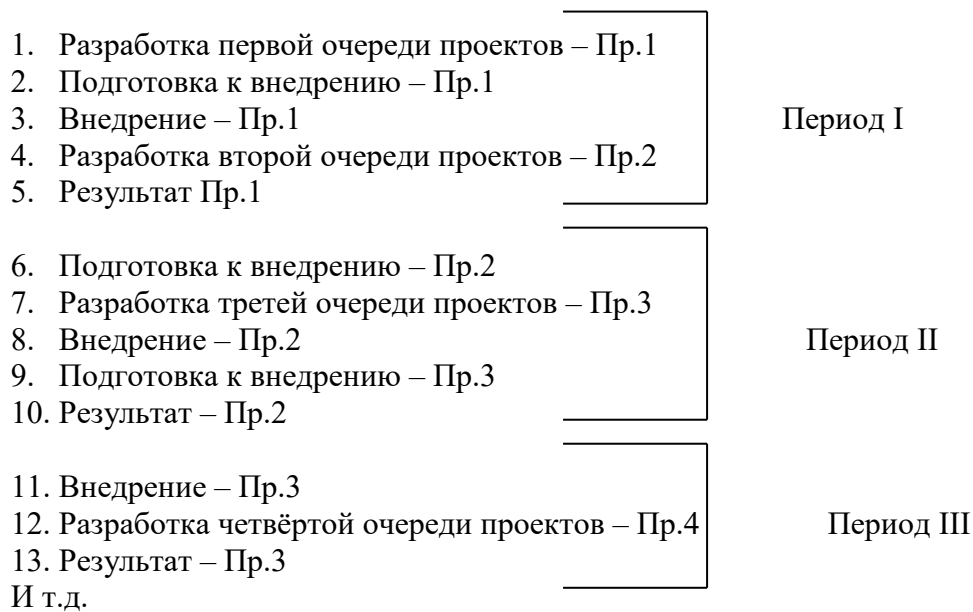 1. Разработка первой очереди проектов – Пр.1
2. Подготовка к внедрению – Пр.1
3. Внедрение – Пр.1
Период I
4. Разработка второй очереди проектов – Пр.2
5. Результат Пр.1
6. Подготовка к внедрению – Пр.2
7. Разработка третей очереди проектов – Пр.3
8. Внедрение – Пр.2
Период II
9. Подготовка к внедрению – Пр.3
10. Результат – Пр.2
11. Внедрение – Пр.3
12. Разработка четвёртой очереди проектов – Пр.4
Период III
13. Результат – Пр.3
И т.д.